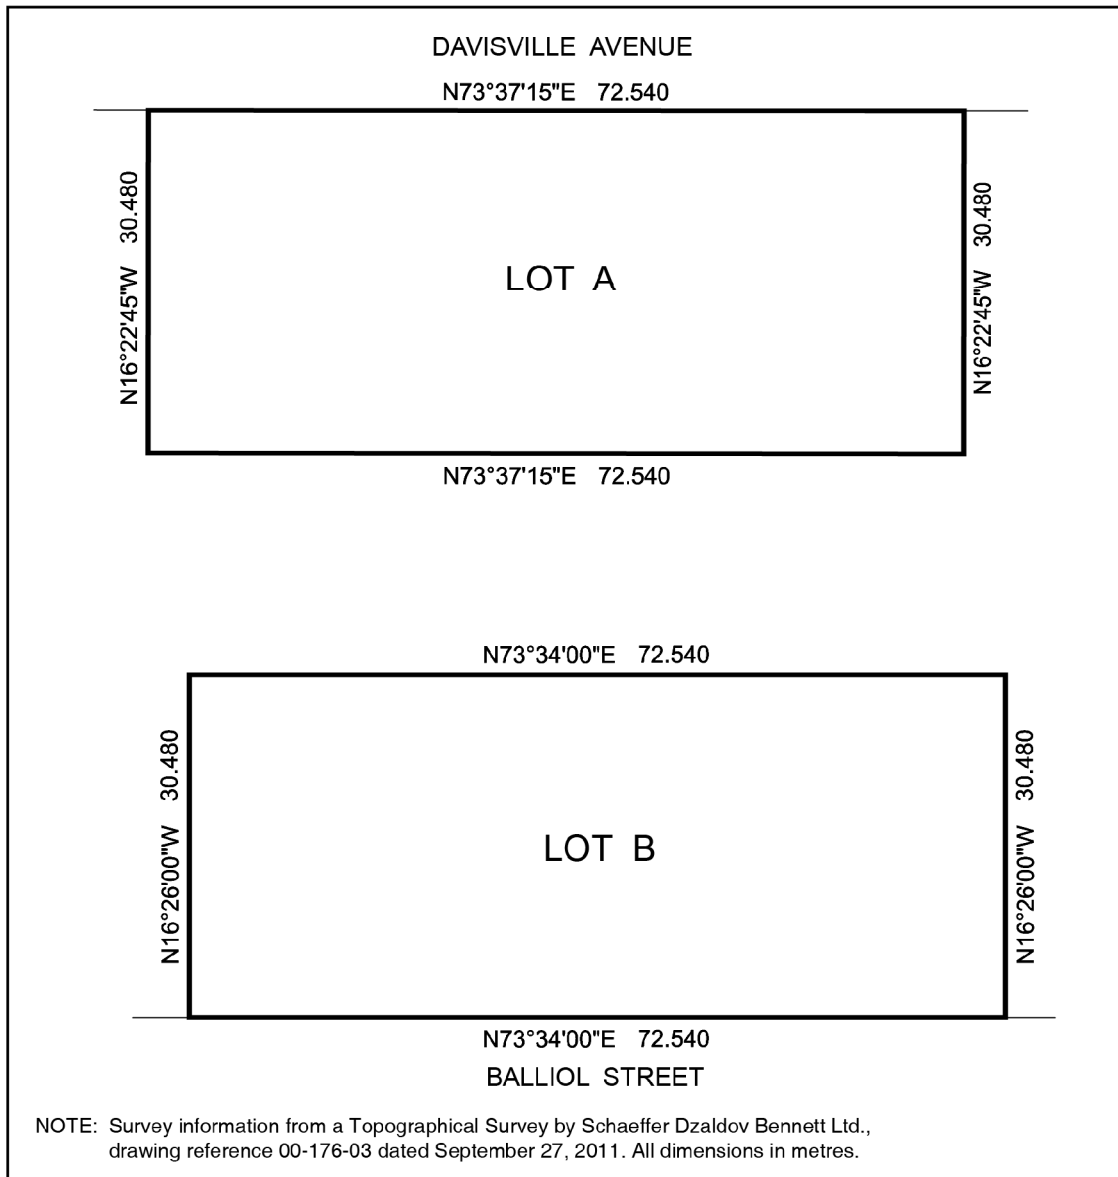 DAVISVILLE AVENUE
N73°37'15"E 72.540
N16°22'45"W 30.480
LOT A
N16°22'45"W 30.480
N73°37'15"E 72.540
N73°34'00"E 72.540
N16°26'00"W 30.480
LOT B
N16°26'00"W 30.480
N73°34'00"E 72.540
BALLIOL STREET
NOTE: Survey information from a Topographical Survey by Schaeffer Dzaldov Bennett Ltd.,
drawing reference 00-176-03 dated September 27, 2011. All dimensions in metres.